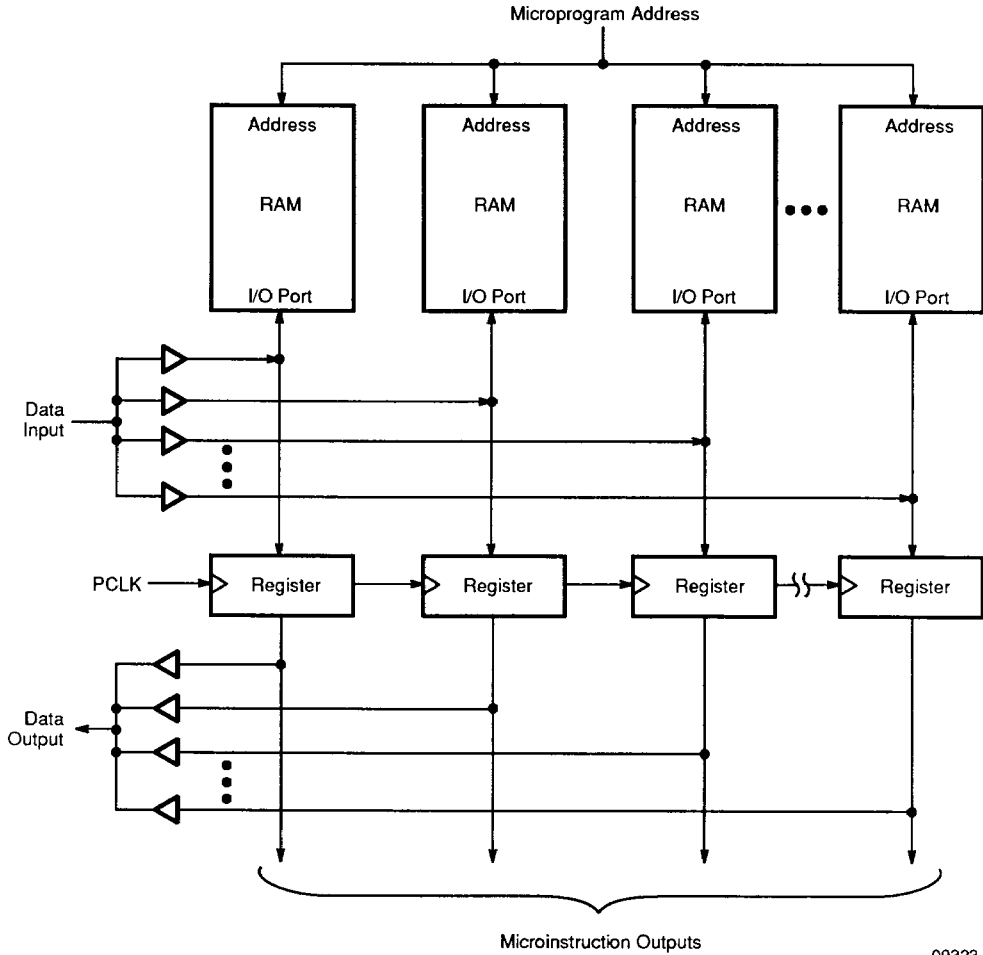 Microprogram Address
Address Address Address Address
RAM RAM RAM RAM
I/O Port I/O Port I/O Port I/O Port
Data
Input
PCLK Register Register Register Register
Data
Output
Microinstruction Outputs